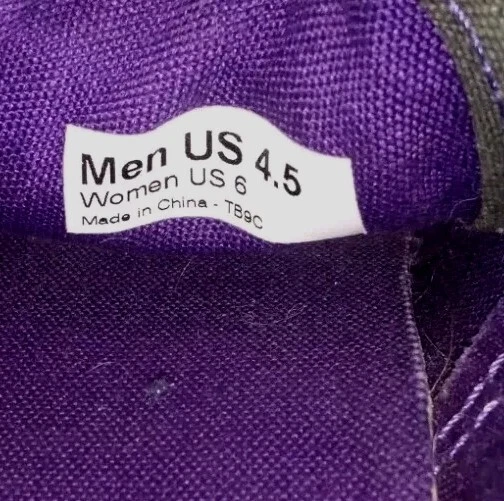 Men US 4.5
Women US 6
Made in China - TB9C